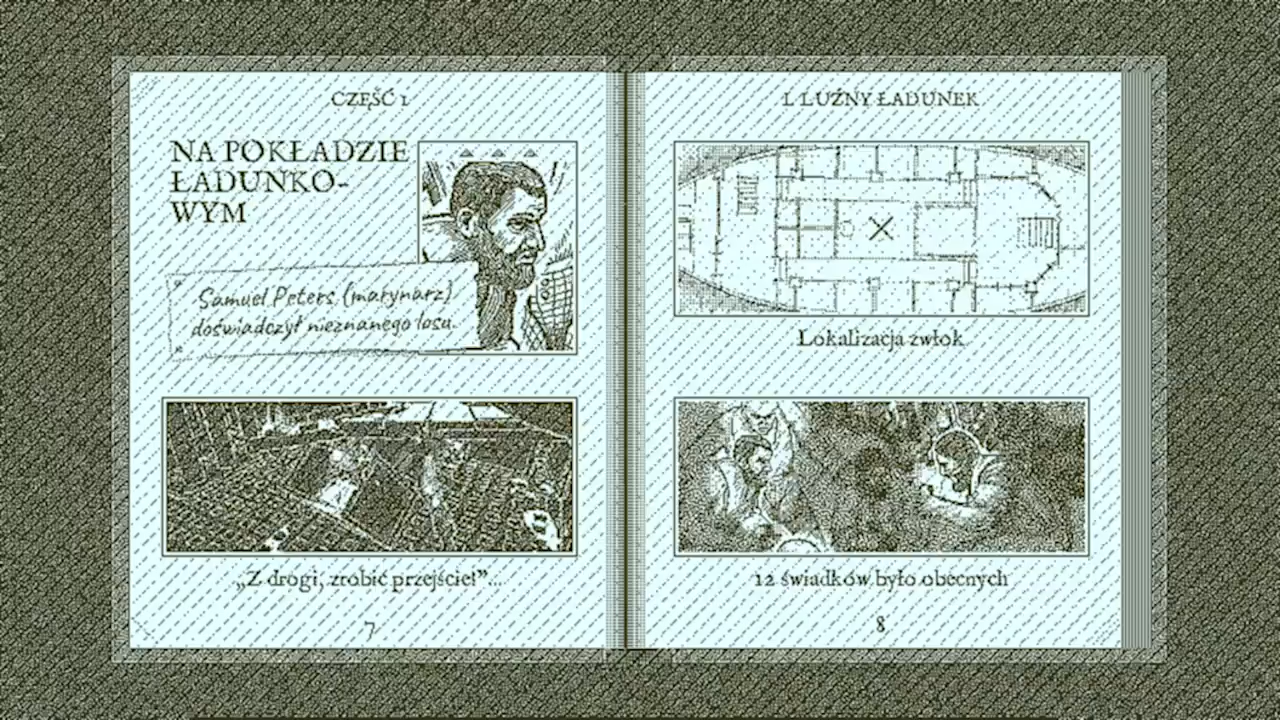 CZĘŚĆ 1
NA POKŁADZIE
ŁADUNKO-
WYM
Samuel Peters (marynarz)
doświadczył nieznanego losu.
„Z drogi, zrobić przejście!”...
7
I. LUŹNY ŁADUNEK
Lokalizacja zwłok
12 świadków było obecnych
8